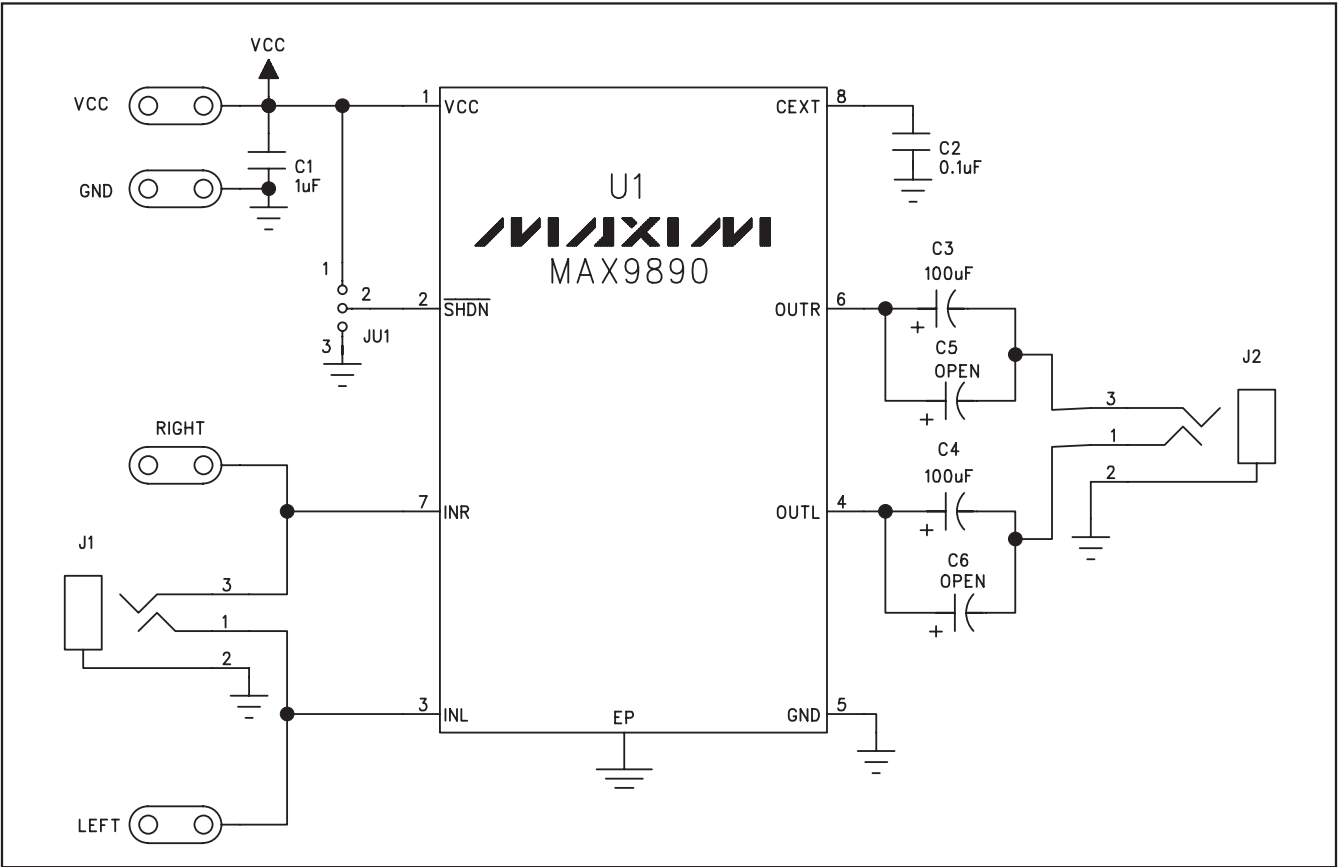 VCC
VCC
1
VCC
CEXT
8
C1
1uF
C2
0.1uF
GND
U1
MAXIM
MAX9890
1
2
3
JU1
2
SHDN
OUTR
6
C3
100uF
+
C5
OPEN
+
J2
3
1
2
RIGHT
7
INR
OUTL
4
C4
100uF
+
C6
OPEN
+
J1
3
1
2
3
INL
EP
GND
5
LEFT